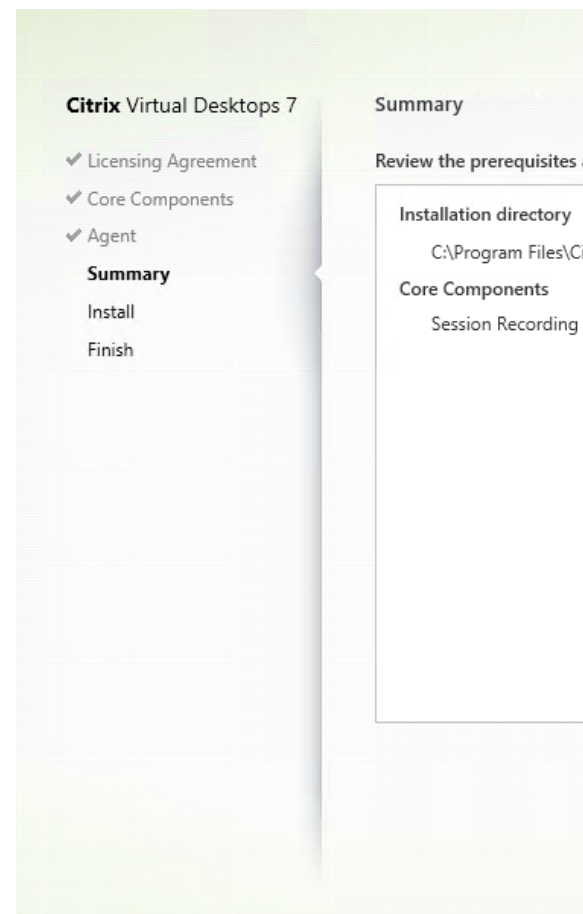 Citrix Virtual Desktops 7
Licensing Agreement
Core Components
Agent
Summary
Install
Finish
Summary
Review the prerequisites
Installation directory
C:\Program Files\Ci
Core Components
Session Recording